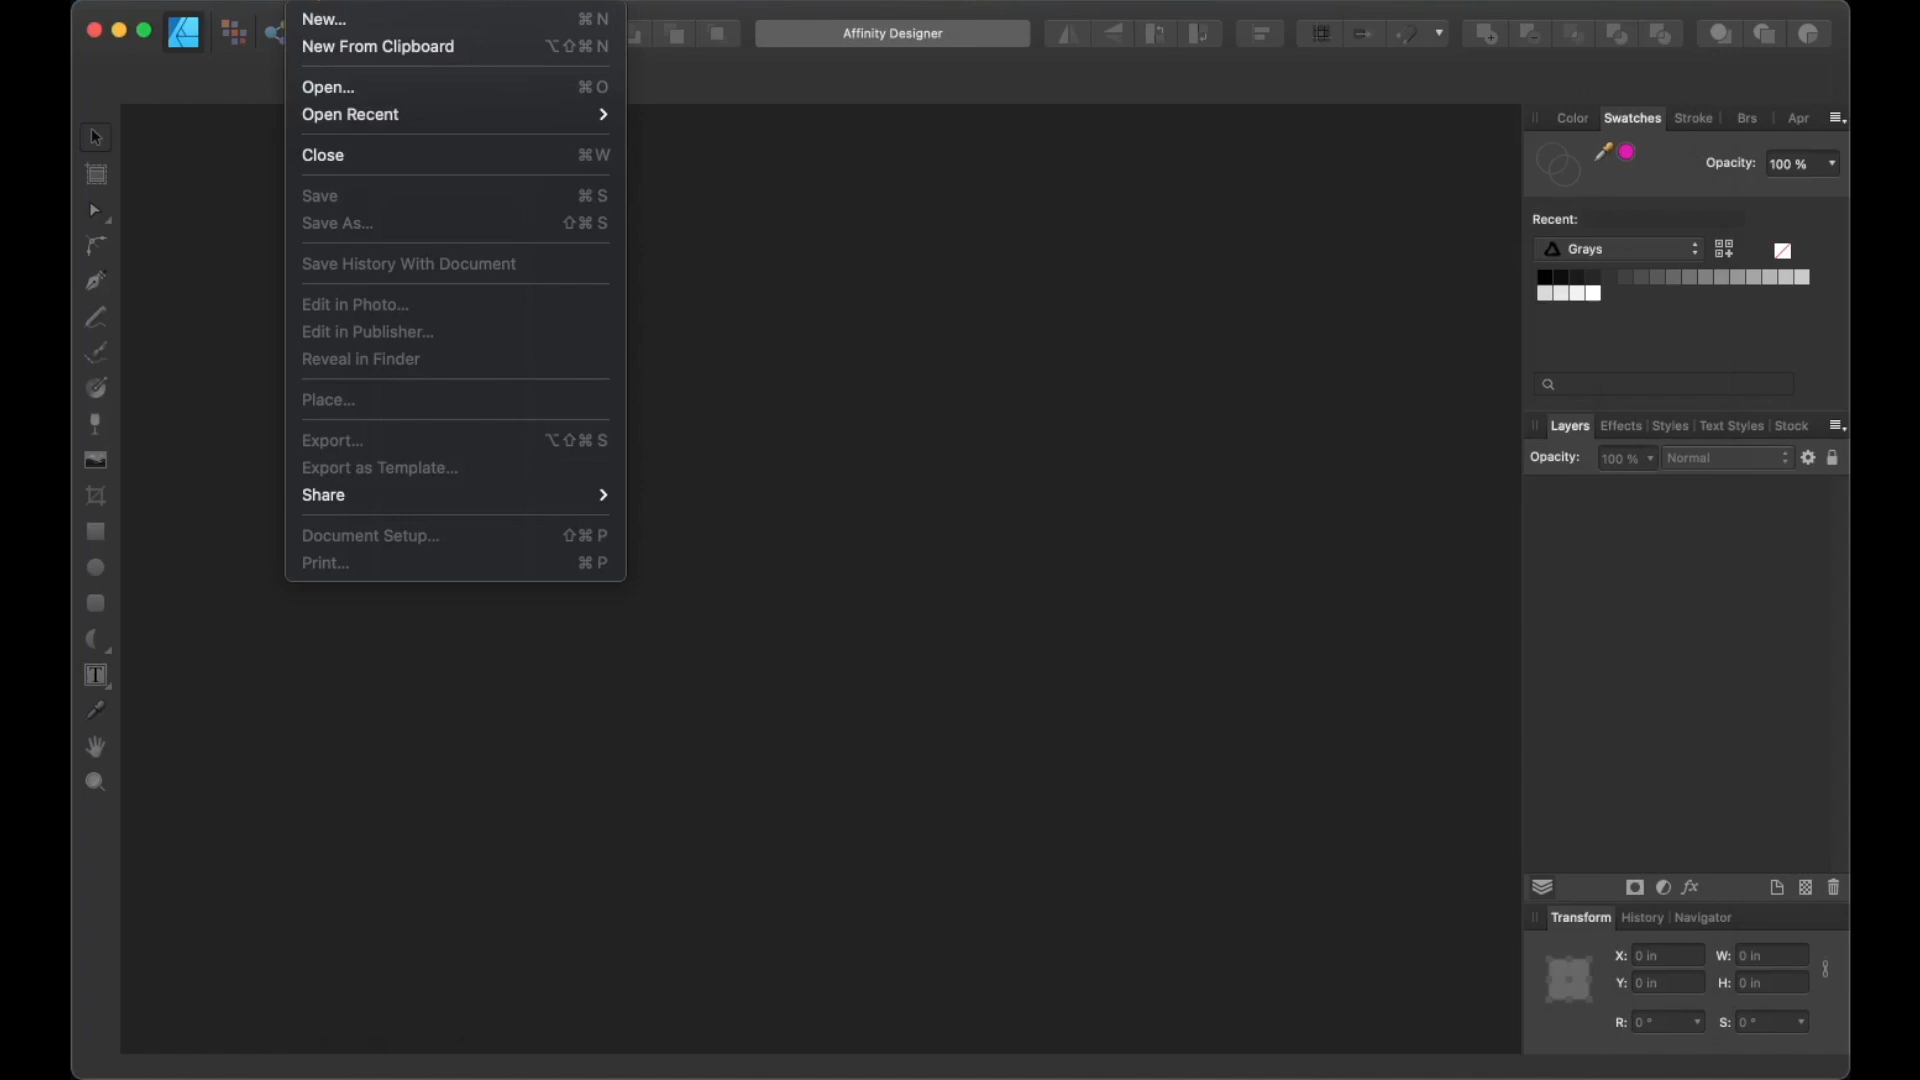 Affinity Designer
New... ⌘ N
New From Clipboard ⌥⇧⌘ N
Open... ⌘ O
Open Recent
Close ⌘ W
Save ⌘ S
Save As... ⇧⌘ S
Save History With Document
Edit in Photo...
Edit in Publisher...
Reveal in Finder
Place...
Export... ⌥⇧⌘ S
Export as Template...
Share
Document Setup... ⇧⌘ P
Print... ⌘ P
T
Color Swatches Stroke Brs Apr
Opacity: 100 %
Recent:
Grays
Layers Effects Styles Text Styles Stock
Opacity: 100 % Normal
fx
Transform History Navigator
X: 0 in W: 0 in
Y: 0 in H: 0 in
R: 0 ° S: 0 °